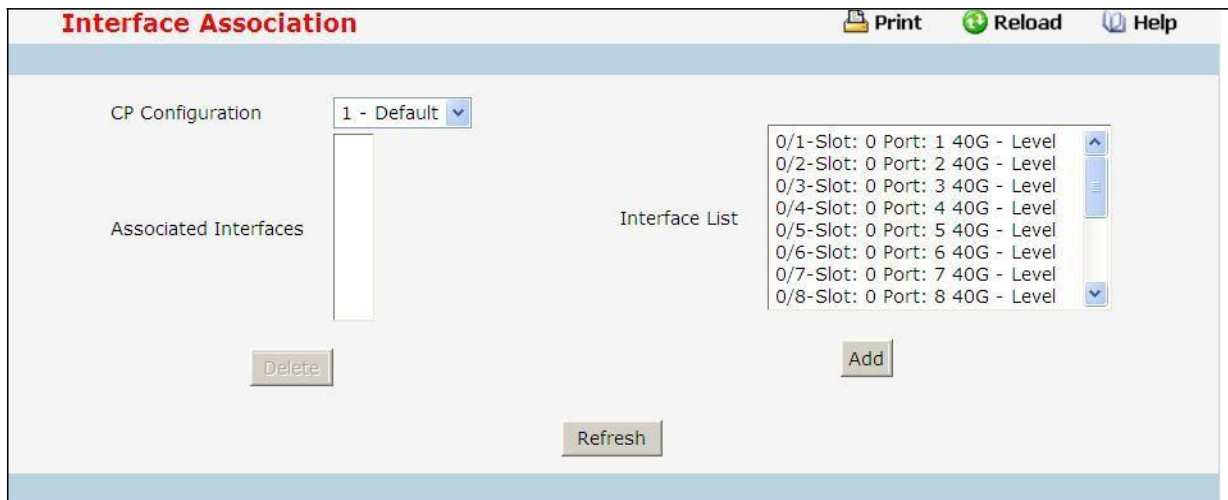 Interface Association
Print
Reload
Help
CP Configuration
1 - Default
Associated Interfaces
Interface List
0/1-Slot: 0 Port: 1 40G - Level
0/2-Slot: 0 Port: 2 40G - Level
0/3-Slot: 0 Port: 3 40G - Level
0/4-Slot: 0 Port: 4 40G - Level
0/5-Slot: 0 Port: 5 40G - Level
0/6-Slot: 0 Port: 6 40G - Level
0/7-Slot: 0 Port: 7 40G - Level
0/8-Slot: 0 Port: 8 40G - Level
Delete
Add
Refresh